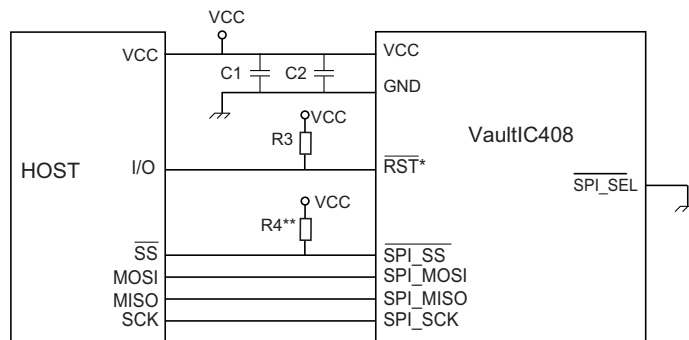 VCC
VCC
VCC
C1
C2
GND
VCC
VaultIC408
R3
HOST
I/O
RST*
SPI_SEL
VCC
R4**
SS
SPI_SS
MOSI
SPI_MOSI
MISO
SPI_MISO
SCK
SPI_SCK